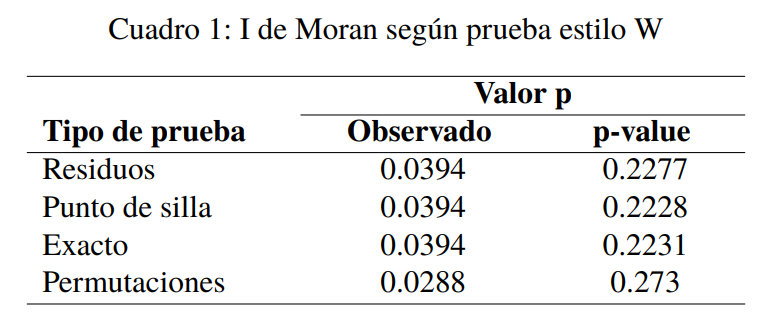 Cuadro 1: I de Moran según prueba estilo W
Valor p
Tipo de prueba Observado p-value
Residuos 0.0394 0.2277
Punto de silla 0.0394 0.2228
Exacto 0.0394 0.2231
Permutaciones 0.0288 0.273